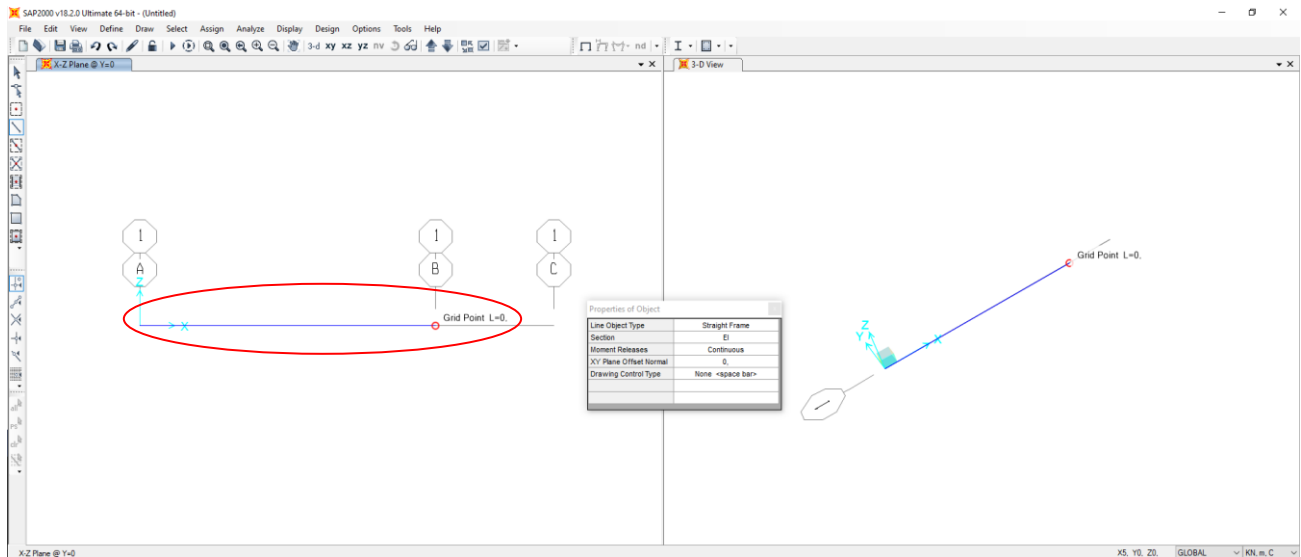 SAP2000 v18.2.0 Ultimate 64-bit - (Untitled)
File Edit View Define Draw Select Assign Analyze Display Design Options Tools Help
3-d xy xz yz nv nd
X-Z Plane @ Y=0
3-D View
1 1 1
A B C
Z
X
Grid Point L=0.
Properties of Object
Line Object Type Straight Frame
Section EI
Moment Releases Continuous
XY Plane Offset Normal 0,
Drawing Control Type None <space bar>
Grid Point L=0.
Z
Y X
X-Z Plane @ Y=0
X5, Y0, Z0, GLOBAL KN, m, C